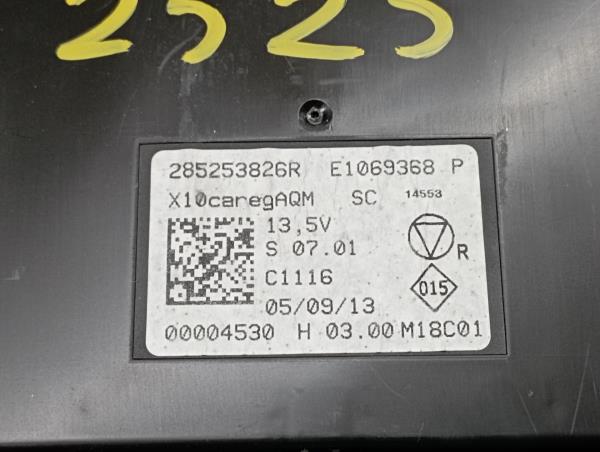 2525
285253826R E1069368 P
X10caregAQM SC 14553
13,5V
S 07.01
R
C1116
015
05/09/13
00004530 H 03.00 M18C01